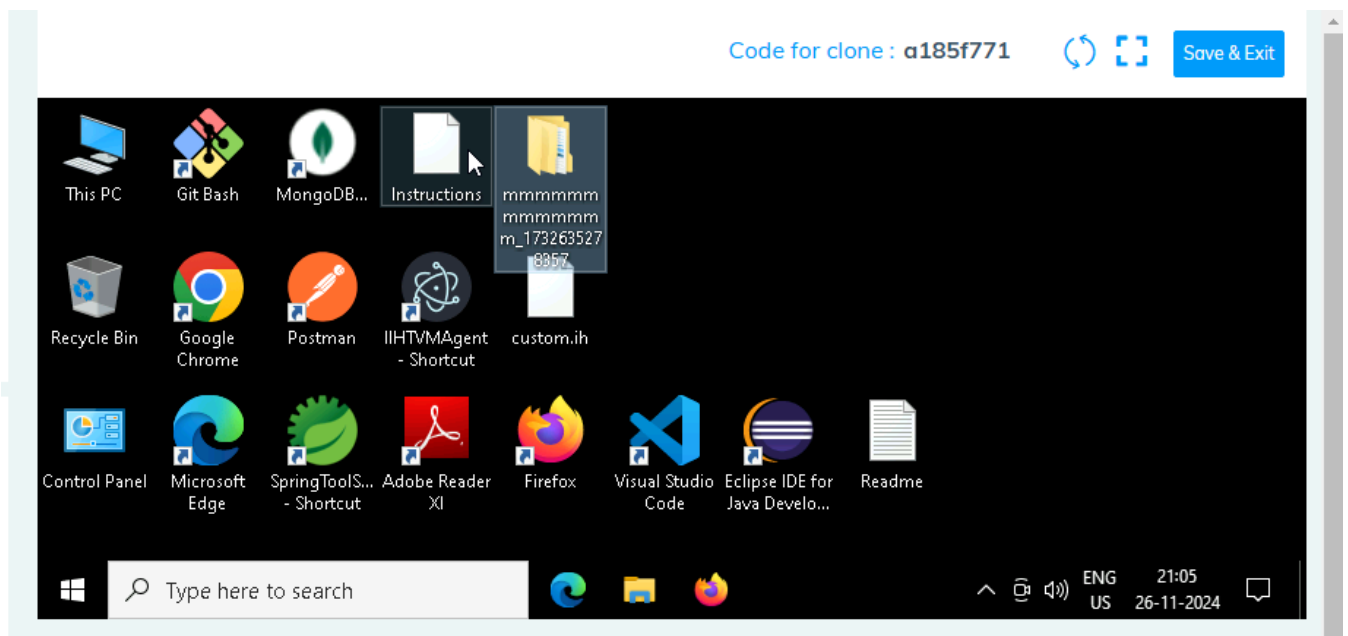 Code for clone : a185f771
Save & Exit
This PC
Git Bash
MongoDB...
Instructions
mmmmmm
mmmmmm
m_173263527
8357
Recycle Bin
Google
Chrome
Postman
IIHTVMAgent
- Shortcut
custom.ih
Control Panel
Microsoft
Edge
SpringToolS...
- Shortcut
Adobe Reader
XI
Firefox
Visual Studio
Code
Eclipse IDE for
Java Develo...
Readme
Type here to search
ENG
US
21:05
26-11-2024